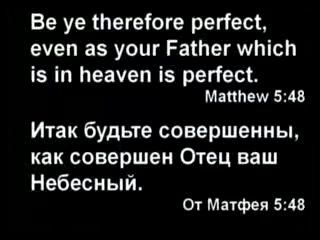 Be ye therefore perfect,
even as your Father which
is in heaven is perfect.
Matthew 5:48
Итак будьте совершенны,
как совершен Отец ваш
Небесный.
От Матфея 5:48